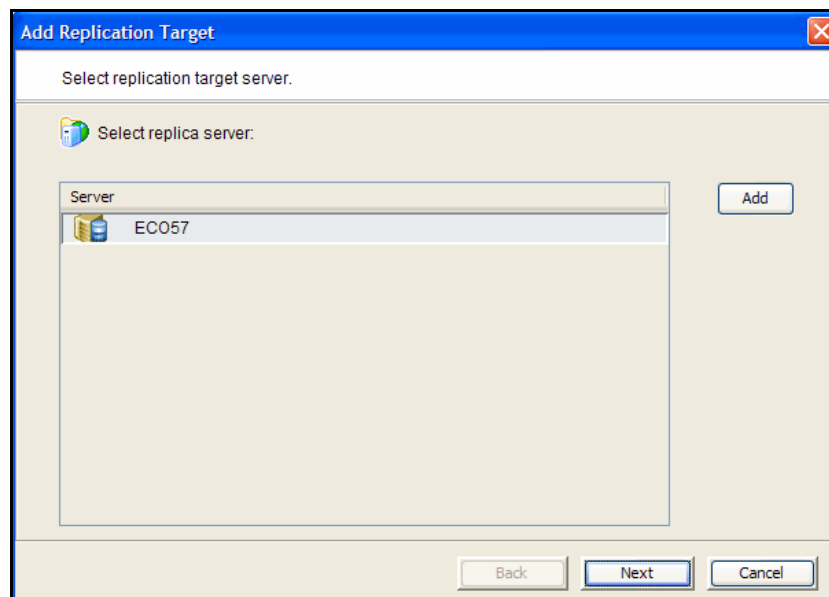 Add Replication Target
Select replication target server.
Select replica server:
Server
Add
ECO57
Back
Next
Cancel